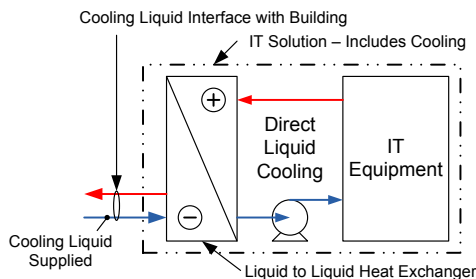 Cooling Liquid Interface with Building
IT Solution – Includes Cooling
+
Direct
Liquid
Cooling
IT
Equipment
−
Cooling Liquid
Supplied
Liquid to Liquid Heat Exchanger